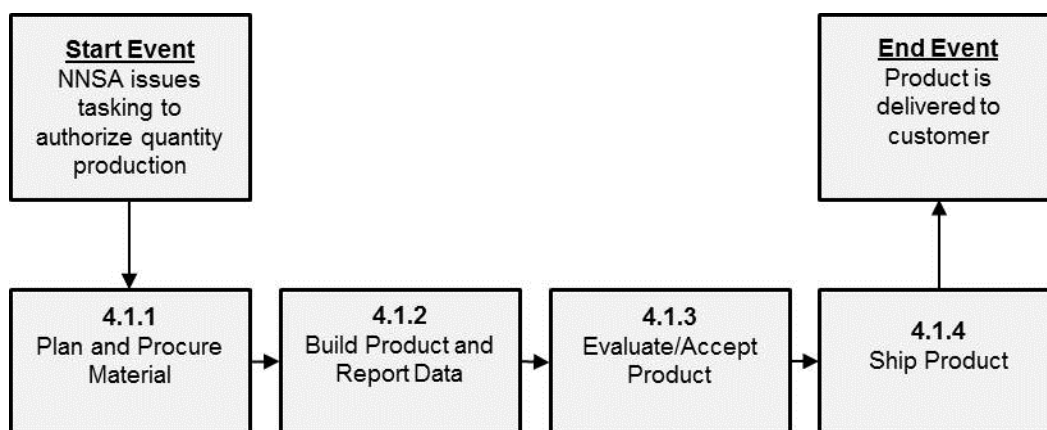 Start Event
NNSA issues
tasking to
authorize quantity
production
End Event
Product is
delivered to
customer
4.1.1
Plan and Procure
Material
4.1.2
Build Product and
Report Data
4.1.3
Evaluate/Accept
Product
4.1.4
Ship Product